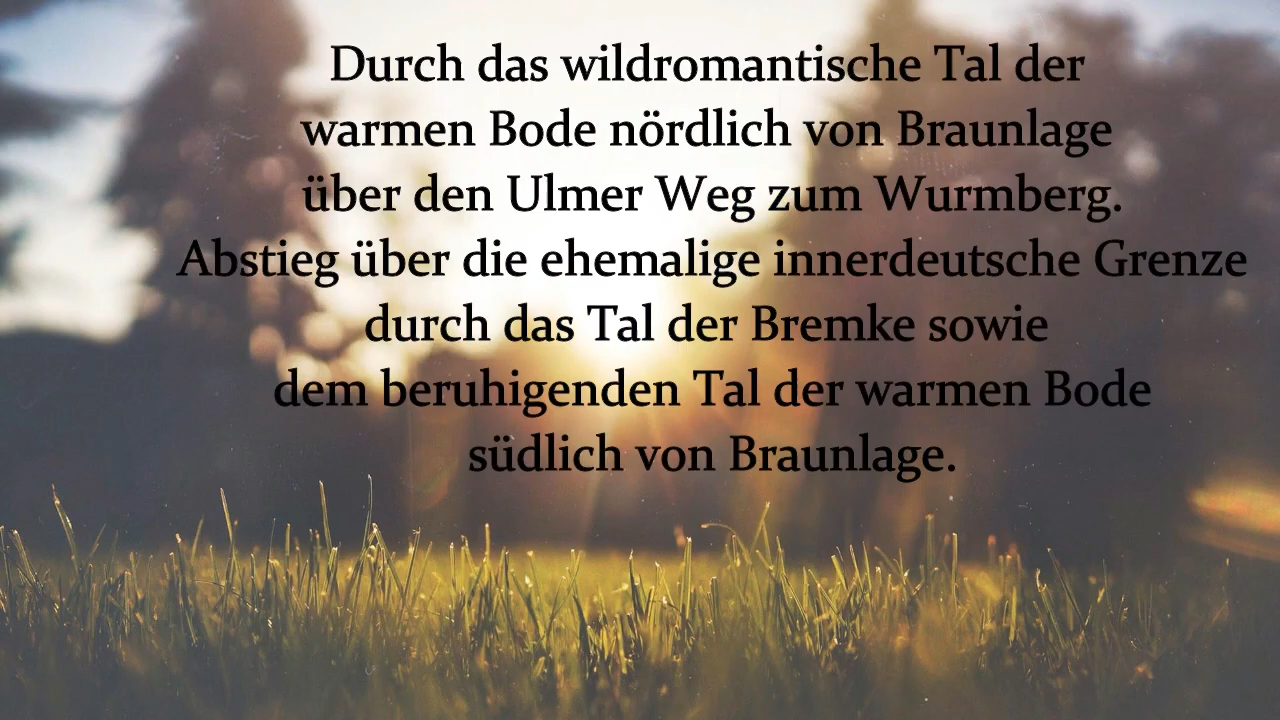 Durch das wildromantische Tal der
warmen Bode nördlich von Braunlage
über den Ulmer Weg zum Wurmberg.
Abstieg über die ehemalige innerdeutsche Grenze
durch das Tal der Bremke sowie
dem beruhigenden Tal der warmen Bode
südlich von Braunlage.